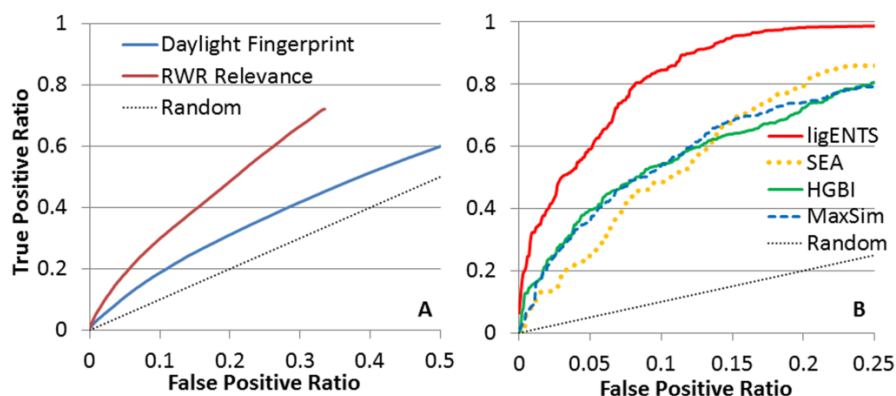 1
0.8
0.6
0.4
0.2
0
0
0.1
0.2
0.3
0.4
0.5
True Positive Ratio
False Positive Ratio
Daylight Fingerprint
RWR Relevance
Random
A
1
0.8
0.6
0.4
0.2
0
0
0.05
0.1
0.15
0.2
0.25
False Positive Ratio
ligENTS
SEA
HGBI
MaxSim
Random
B